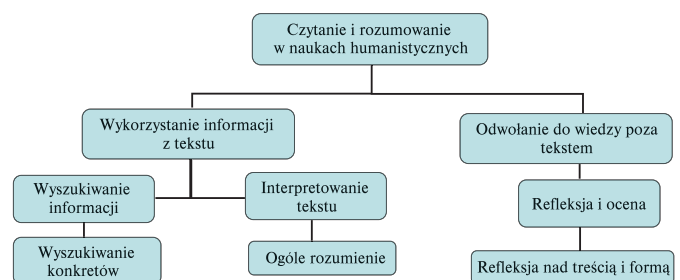 Czytanie i rozumowanie
w naukach humanistycznych
Wykorzystanie informacji
z tekstu
Odwołanie do wiedzy poza
tekstem
Wyszukiwanie
informacji
Interpretowanie
tekstu
Refleksja i ocena
Wyszukiwanie
konkretów
Ogóle rozumienie
Refleksja nad treścią i formą